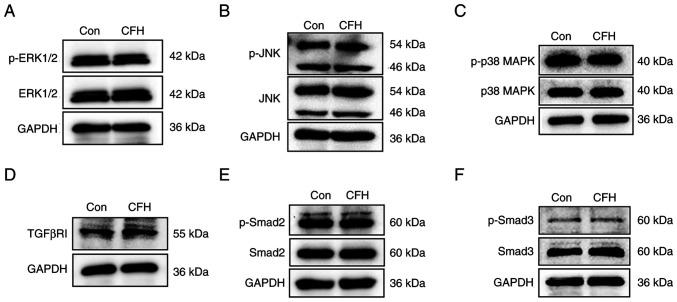 A
Con CFH
p-ERK1/2 42 kDa
ERK1/2 42 kDa
GAPDH 36 kDa
B
Con CFH
p-JNK 54 kDa
46 kDa
JNK 54 kDa
46 kDa
GAPDH 36 kDa
C
Con CFH
p-p38 MAPK 40 kDa
p38 MAPK 40 kDa
GAPDH 36 kDa
D
Con CFH
TGFβRI 55 kDa
GAPDH 36 kDa
E
Con CFH
p-Smad2 60 kDa
Smad2 60 kDa
GAPDH 36 kDa
F
Con CFH
p-Smad3 60 kDa
Smad3 60 kDa
GAPDH 36 kDa